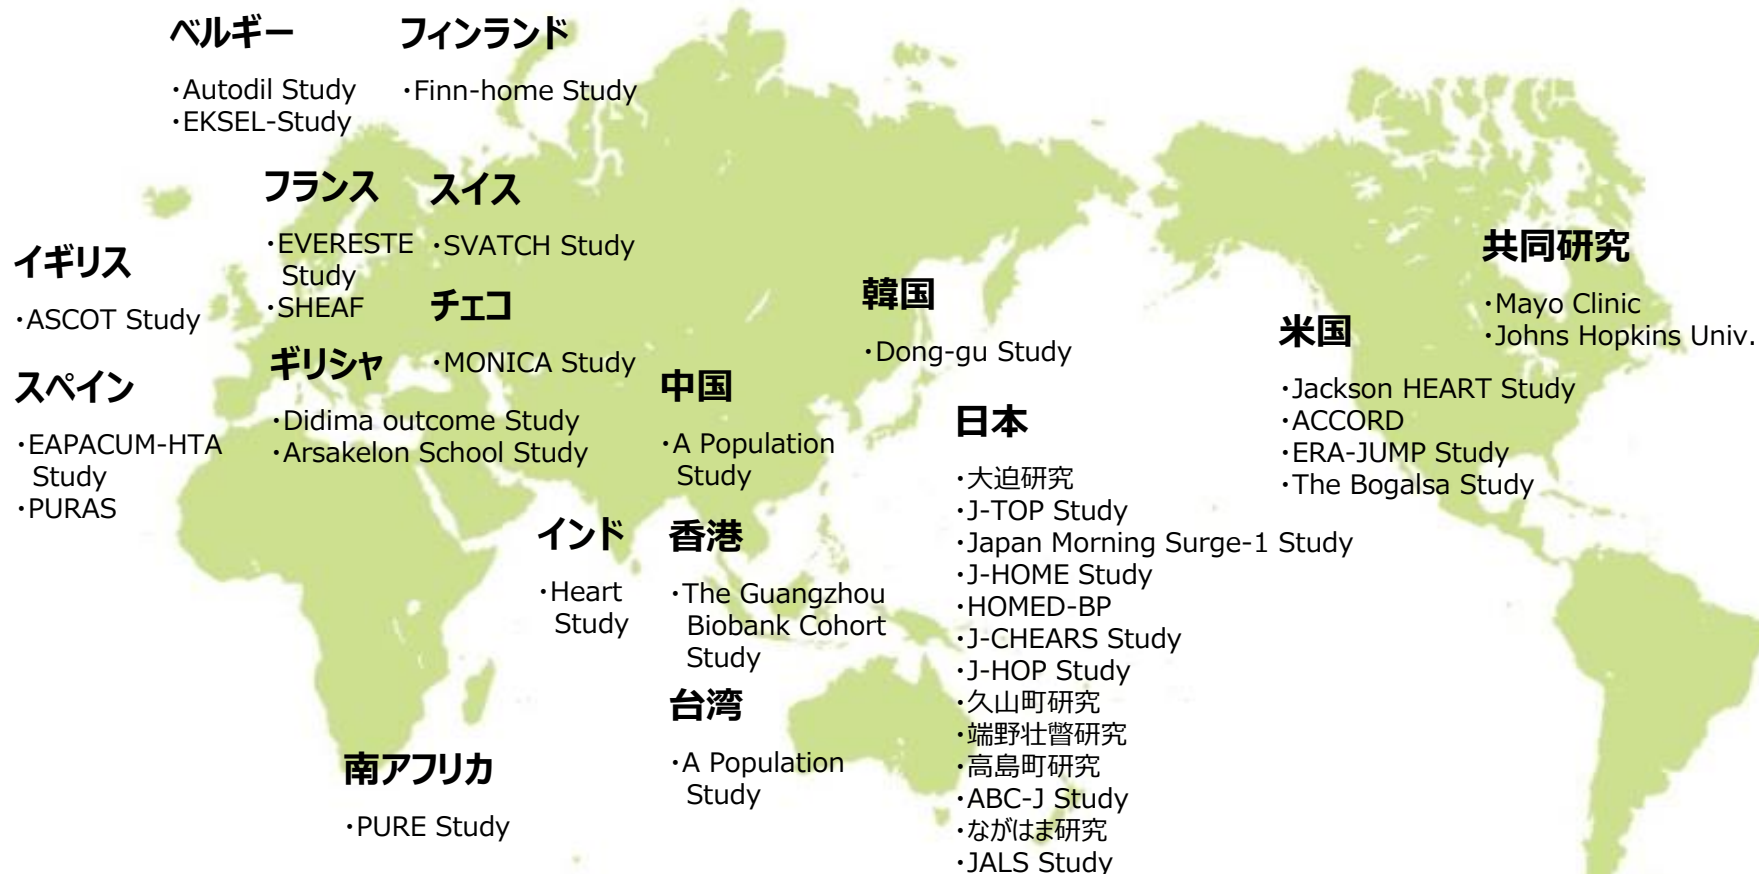 ベルギー
・Autodil Study
・EKSEL-Study
フィンランド
・Finn-home Study
フランス
・EVERESTE
Study
・SHEAF
スイス
・SVATCH Study
イギリス
・ASCOT Study
チェコ
・MONICA Study
スペイン
・EAPACUM-HTA
Study
・PURAS
ギリシャ
・Didima outcome Study
・Arsakelon School Study
中国
・A Population
Study
韓国
・Dong-gu Study
インド
・Heart
Study
香港
・The Guangzhou
Biobank Cohort
Study
台湾
・A Population
Study
南アフリカ
・PURE Study
日本
・大迫研究
・J-TOP Study
・Japan Morning Surge-1 Study
・J-HOME Study
・HOMED-BP
・J-CHEARS Study
・J-HOP Study
・久山町研究
・端野壮瞥研究
・高島町研究
・ABC-J Study
・ながはま研究
・JALS Study
米国
・Jackson HEART Study
・ACCORD
・ERA-JUMP Study
・The Bogalsa Study
共同研究
・Mayo Clinic
・Johns Hopkins Univ.